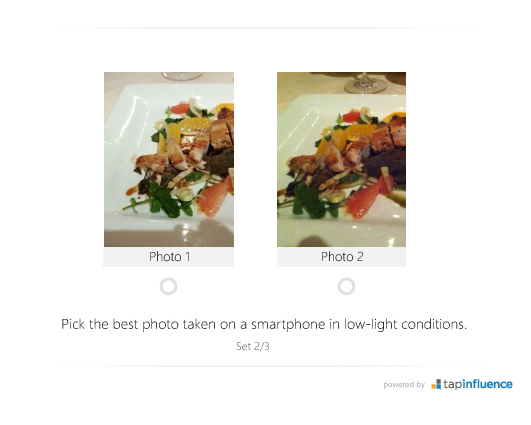 Photo 1
Photo 2
Pick the best photo taken on a smartphone in low-light conditions.
Set 2/3
powered by tapinfluence